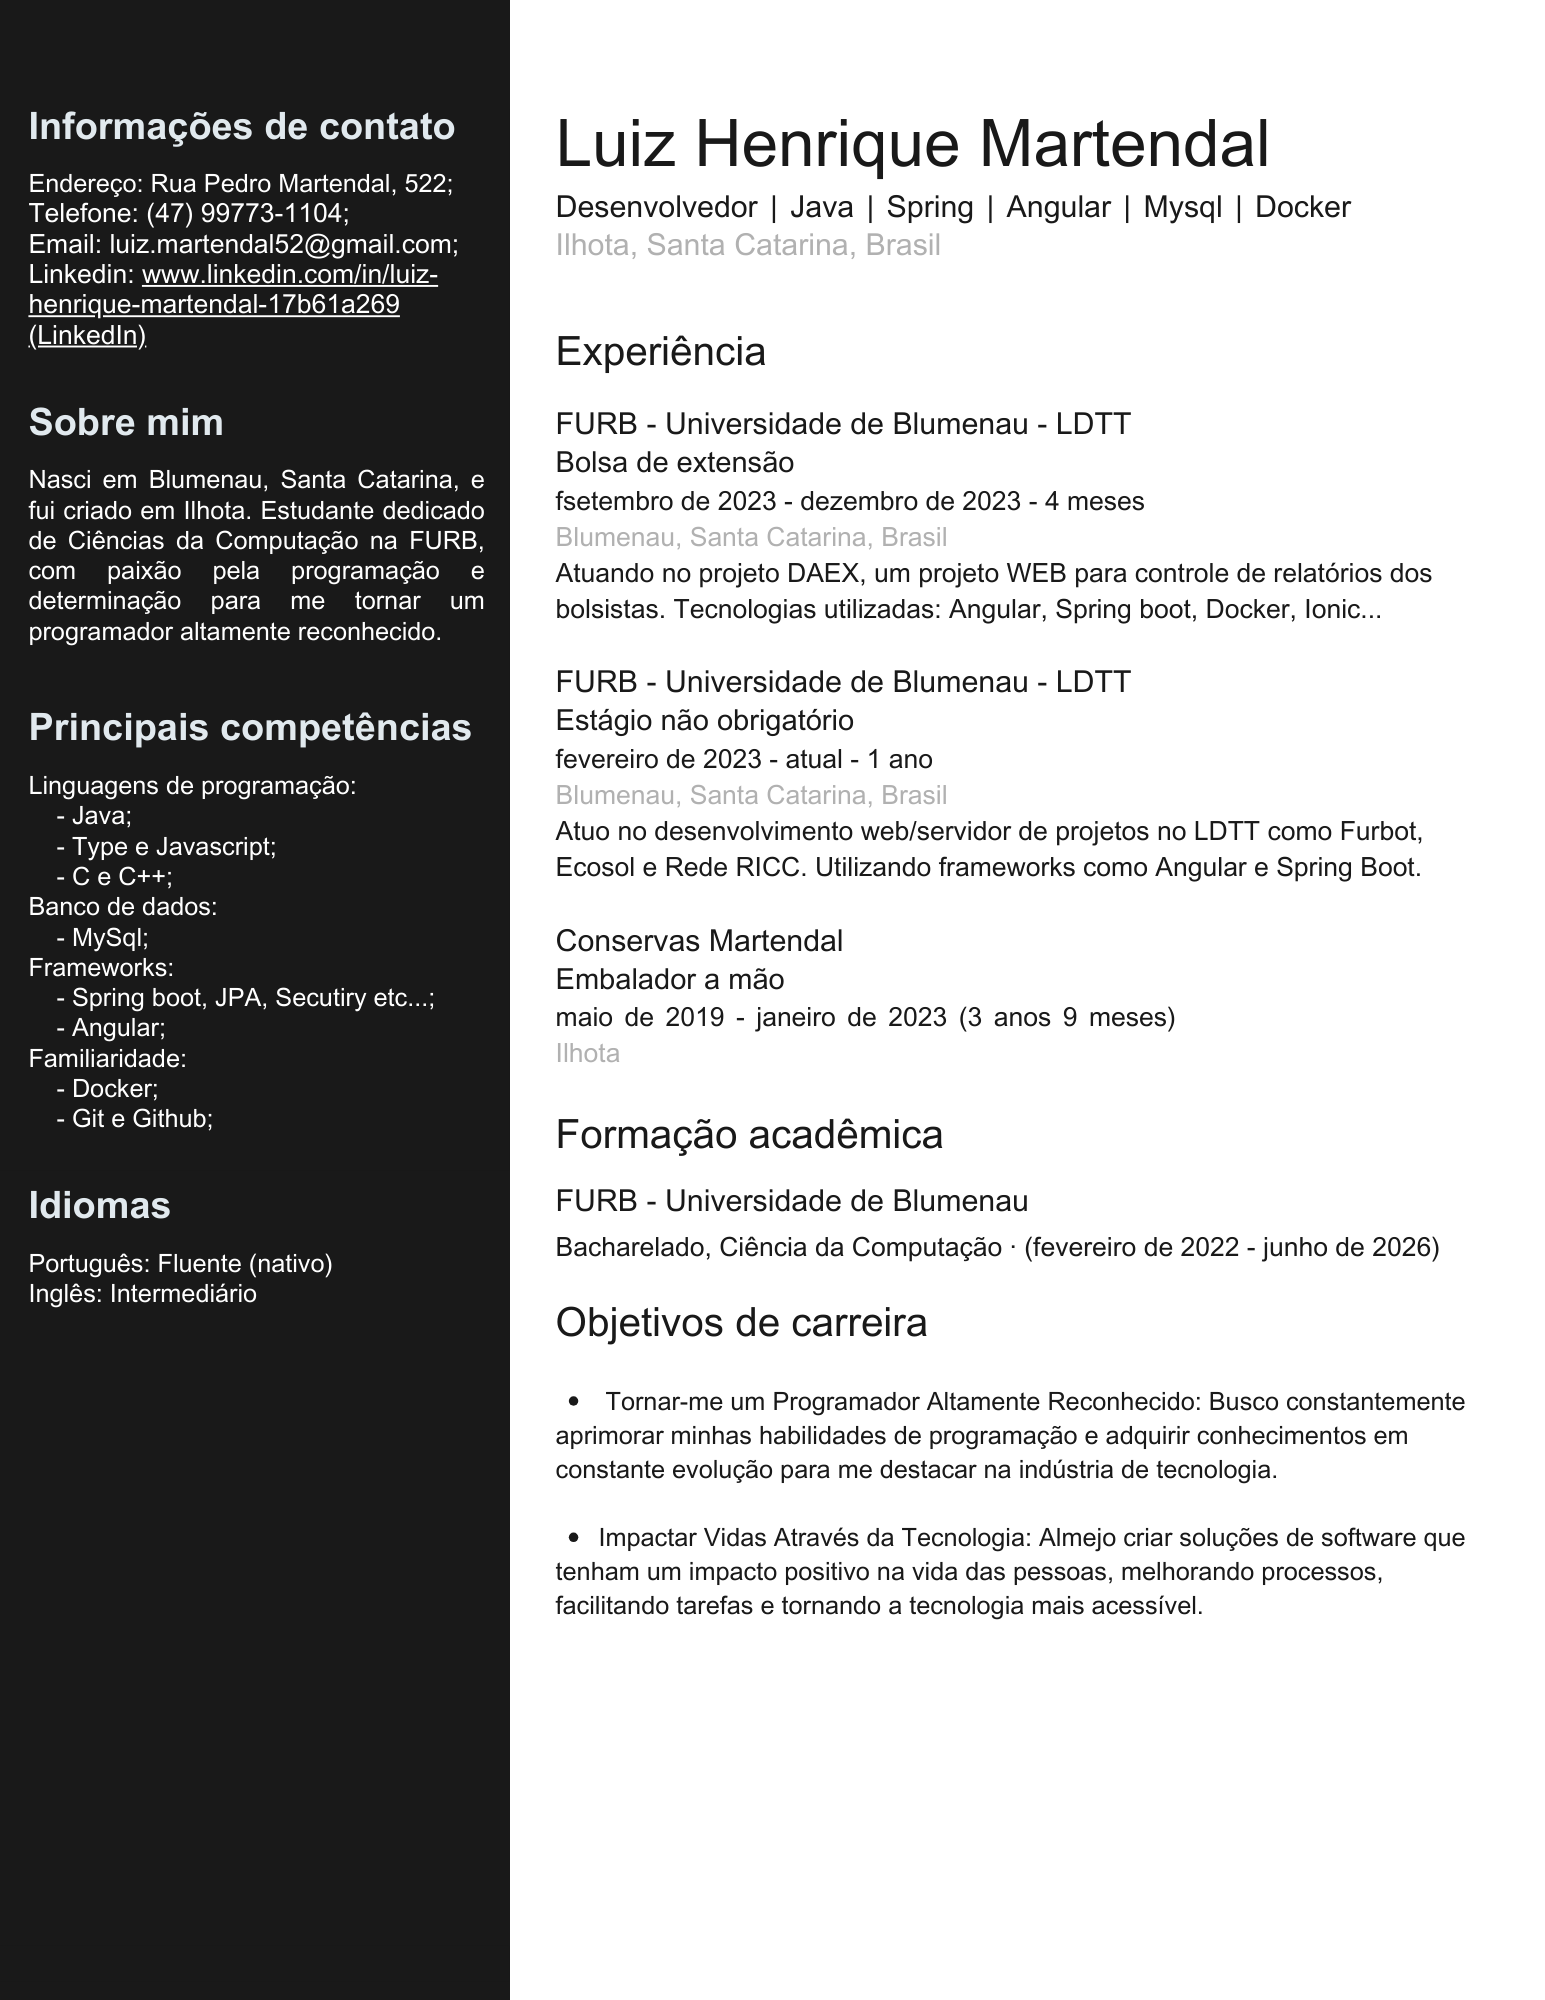 Informações de contato
Endereço: Rua Pedro Martendal, 522;
Telefone: (47) 99773-1104;
Email: luiz.martendal52@gmail.com;
Linkedin: www.linkedin.com/in/luiz-
henrique-martendal-17b61a269
(LinkedIn)
Sobre mim
Nasci em Blumenau, Santa Catarina, e
fui criado em Ilhota. Estudante dedicado
de Ciências da Computação na FURB,
com paixão pela programação e
determinação para me tornar um
programador altamente reconhecido.
Principais competências
Linguagens de programação:
- Java;
- Type e Javascript;
- C e C++;
Banco de dados:
- MySql;
Frameworks:
- Spring boot, JPA, Secutiry etc...;
- Angular;
Familiaridade:
- Docker;
- Git e Github;
Idiomas
Português: Fluente (nativo)
Inglês: Intermediário
Luiz Henrique Martendal
Desenvolvedor | Java | Spring | Angular | Mysql | Docker
Ilhota, Santa Catarina, Brasil
Experiência
FURB - Universidade de Blumenau - LDTT
Bolsa de extensão
fsetembro de 2023 - dezembro de 2023 - 4 meses
Blumenau, Santa Catarina, Brasil
Atuando no projeto DAEX, um projeto WEB para controle de relatórios dos
bolsistas. Tecnologias utilizadas: Angular, Spring boot, Docker, Ionic...
FURB - Universidade de Blumenau - LDTT
Estágio não obrigatório
fevereiro de 2023 - atual - 1 ano
Blumenau, Santa Catarina, Brasil
Atuo no desenvolvimento web/servidor de projetos no LDTT como Furbot,
Ecosol e Rede RICC. Utilizando frameworks como Angular e Spring Boot.
Conservas Martendal
Embalador a mão
maio de 2019 - janeiro de 2023 (3 anos 9 meses)
Ilhota
Formação acadêmica
FURB - Universidade de Blumenau
Bacharelado, Ciência da Computação · (fevereiro de 2022 - junho de 2026)
Objetivos de carreira
• Tornar-me um Programador Altamente Reconhecido: Busco constantemente
aprimorar minhas habilidades de programação e adquirir conhecimentos em
constante evolução para me destacar na indústria de tecnologia.
• Impactar Vidas Através da Tecnologia: Almejo criar soluções de software que
tenham um impacto positivo na vida das pessoas, melhorando processos,
facilitando tarefas e tornando a tecnologia mais acessível.